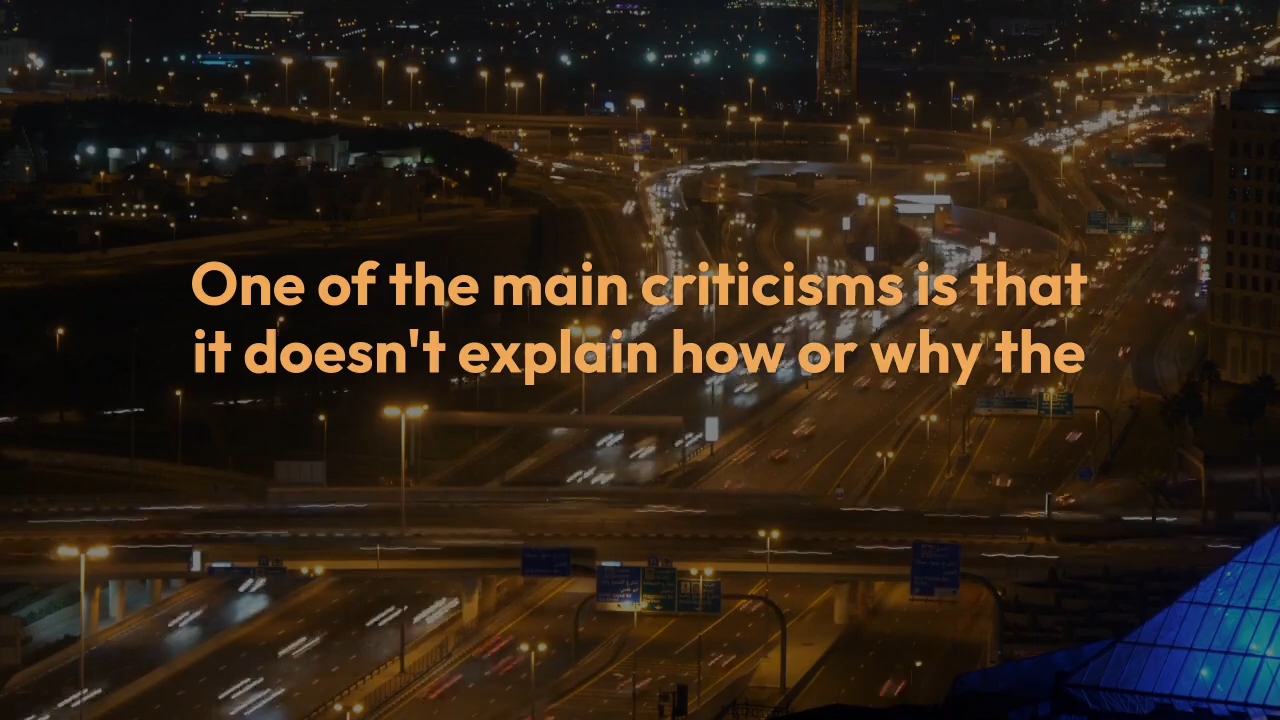 One of the main criticisms is that
it doesn't explain how or why the